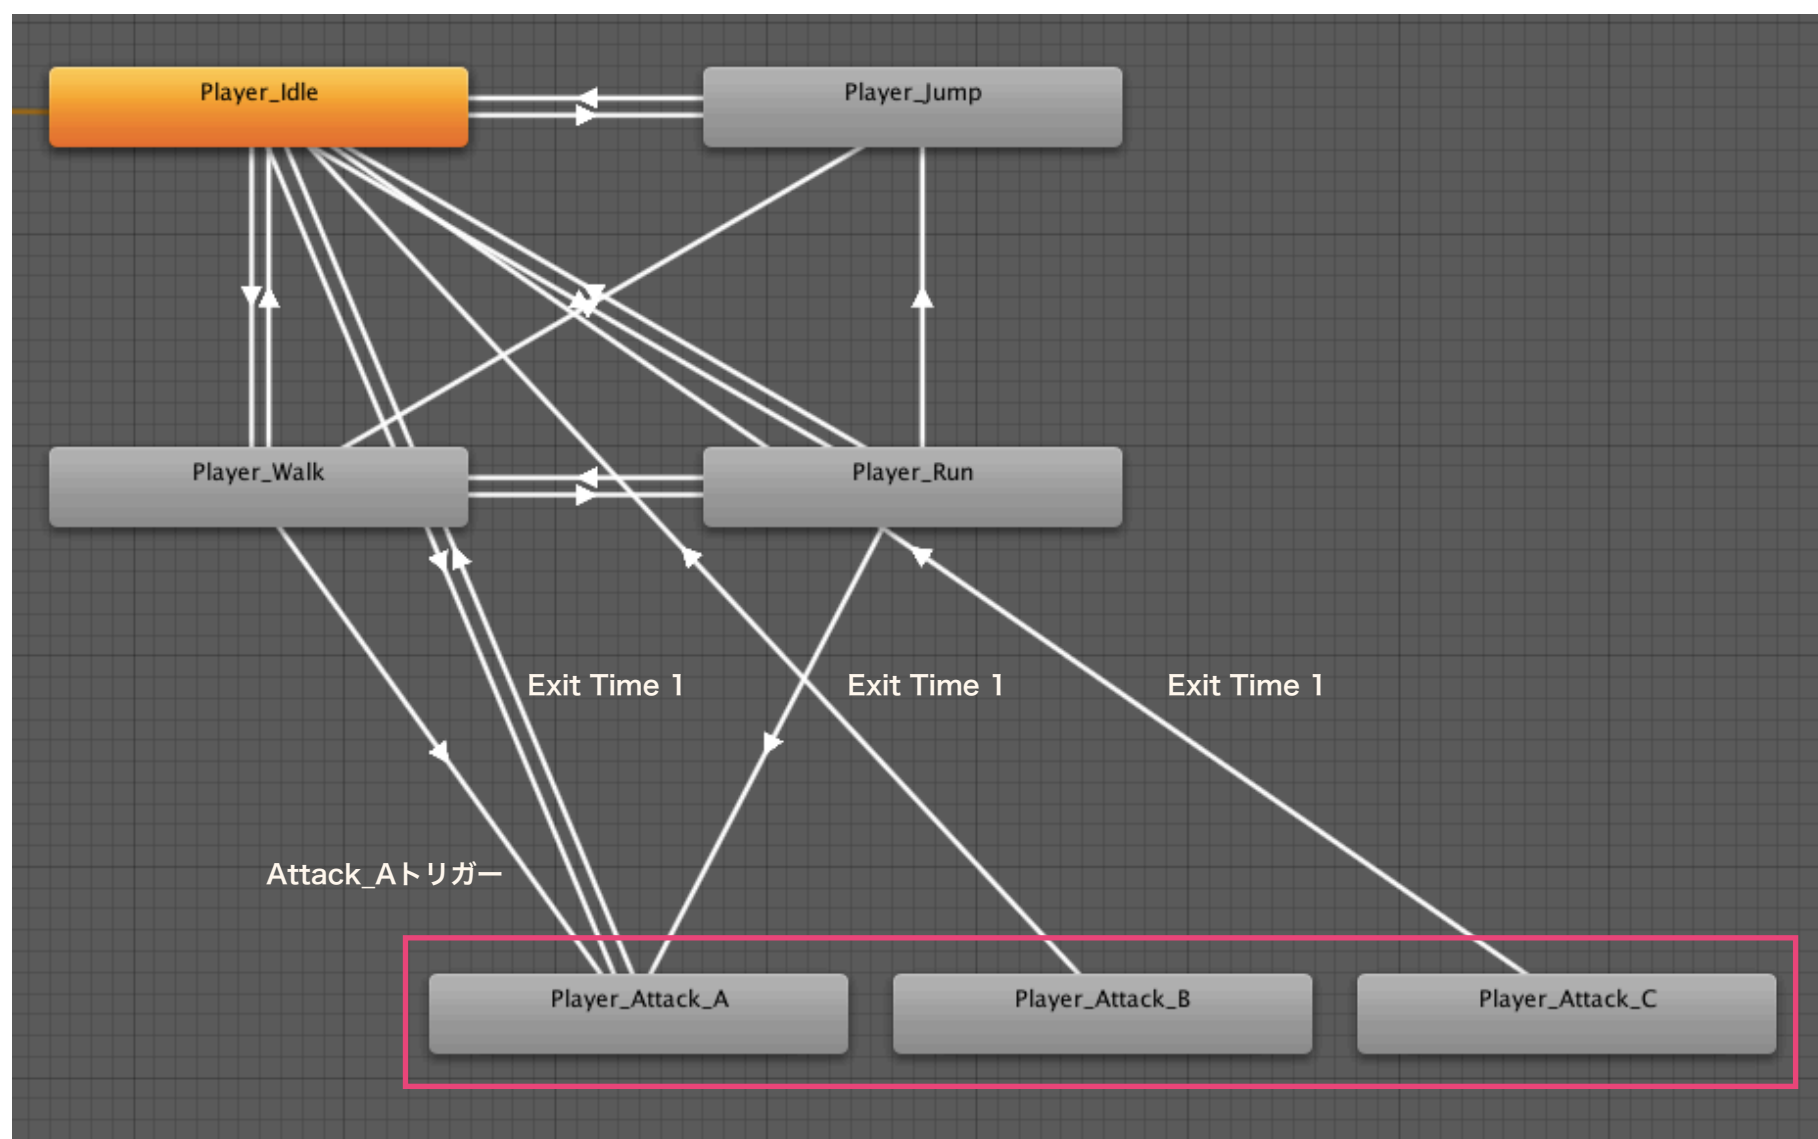 Player_Idle
Player_Jump
Player_Walk
Player_Run
Exit Time 1
Exit Time 1
Exit Time 1
Attack_Aトリガー
Player_Attack_A
Player_Attack_B
Player_Attack_C